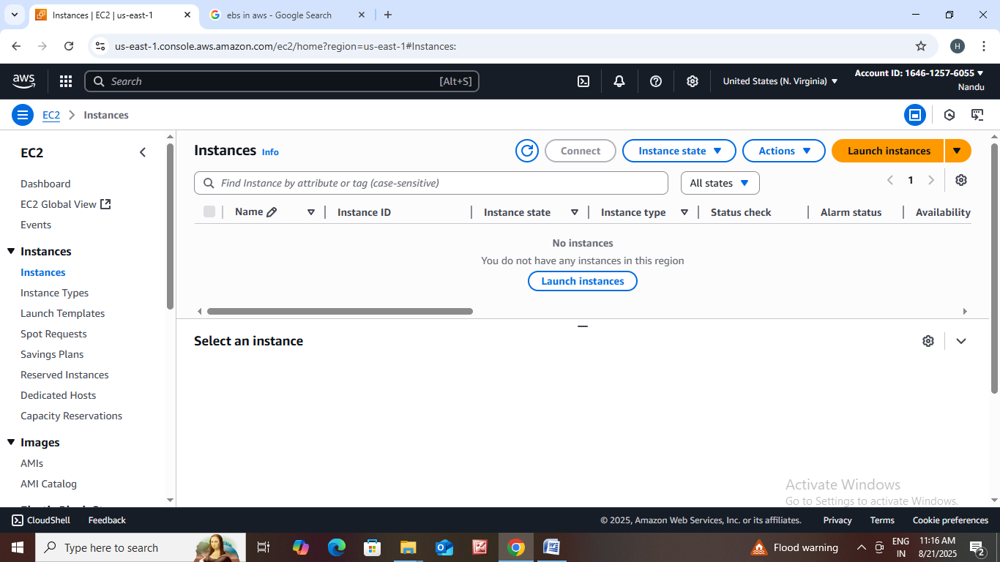 Instances | EC2 | us-east-1
ebs in aws - Google Search
us-east-1.console.aws.amazon.com/ec2/home?region=us-east-1#Instances:
H
aws
Search
[Alt+S]
United States (N. Virginia)
Account ID: 1646-1257-6055
Nandu
EC2
Instances
EC2
Dashboard
EC2 Global View
Events
Instances
Instances
Instance Types
Launch Templates
Spot Requests
Savings Plans
Reserved Instances
Dedicated Hosts
Capacity Reservations
Images
AMIs
AMI Catalog
Instances Info
Connect
Instance state
Actions
Launch instances
Find Instance by attribute or tag (case-sensitive)
All states
1
Name
Instance ID
Instance state
Instance type
Status check
Alarm status
Availability
No instances
You do not have any instances in this region
Launch instances
Select an instance
Activate Windows
Go to Settings to activate Windows.
CloudShell
Feedback
© 2025, Amazon Web Services, Inc. or its affiliates.
Privacy
Terms
Cookie preferences
Type here to search
Flood warning
ENG
IN
11:16 AM
8/21/2025
2